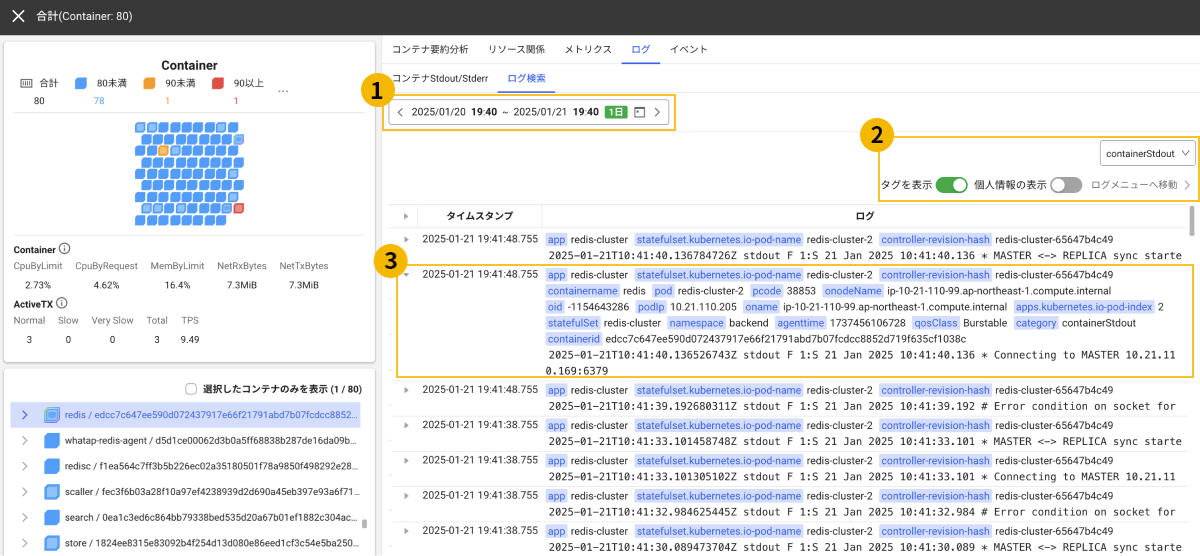 合計(Container: 80)
Container
合計 80未満 90未満 90以上 ...
80 78 1 1
Container
CpuByLimit CpuByRequest MemByLimit NetRxBytes NetTxBytes
2.73% 4.62% 16.4% 7.3MiB 7.3MiB
ActiveTX
Normal Slow Very Slow Total TPS
3 0 0 3 9.49
選択したコンテナのみを表示 (1 / 80)
redis / edcc7c647ee590d072437917e66f21791abd7b07fcdcc8852...
whatap-redis-agent / d5d1ce00062d3b0a5ff68838b287de16da09b...
redisc / f1ea564c7ff3b5b226ec02a35180501f78a9850f498292e28...
scaller / fec3f6b03a28f10a97ef4238939d2d690a45eb397e93a6f71...
search / 0ea1c3ed6c864bb79338bed535d20a67b01ef1882c304ac...
store / 1824ee8315e83092b4f254d13d080e86eed1cf3c54e5ba250...
コンテナ要約分析 リソース関係 メトリクス ログ イベント
コンテナStdout/Stderr ログ検索
1
2025/01/20 19:40 ~ 2025/01/21 19:40 1日
2
containerStdout
タグを表示 個人情報の表示 ログメニューへ移動
タイムスタンプ ログ
2025-01-21 19:41:48.755 app redis-cluster statefulset.kubernetes.io-pod-name redis-cluster-2 controller-revision-hash redis-cluster-65647b4c49
2025-01-21T10:41:40.136784726Z stdout F 1:S 21 Jan 2025 10:41:40.136 * MASTER <-> REPLICA sync starte
3
2025-01-21 19:41:48.755 app redis-cluster statefulset.kubernetes.io-pod-name redis-cluster-2 controller-revision-hash redis-cluster-65647b4c49
containername redis pod redis-cluster-2 pcode 38853 onodeName ip-10-21-110-99.ap-northeast-1.compute.internal
oid -1154643286 podIp 10.21.110.205 oname ip-10-21-110-99.ap-northeast-1.compute.internal apps.kubernetes.io-pod-index 2
statefulSet redis-cluster namespace backend agenttime 1737456106728 qosClass Burstable category containerStdout
containerid edcc7c647ee590d072437917e66f21791abd7b07fcdcc8852d719f635cf1038c
2025-01-21T10:41:40.136526743Z stdout F 1:S 21 Jan 2025 10:41:40.136 * Connecting to MASTER 10.21.11
0.169:6379
2025-01-21 19:41:48.755 app redis-cluster statefulset.kubernetes.io-pod-name redis-cluster-2 controller-revision-hash redis-cluster-65647b4c49
2025-01-21T10:41:39.192680311Z stdout F 1:S 21 Jan 2025 10:41:39.192 # Error condition on socket for
2025-01-21 19:41:38.755 app redis-cluster statefulset.kubernetes.io-pod-name redis-cluster-2 controller-revision-hash redis-cluster-65647b4c49
2025-01-21T10:41:33.101458748Z stdout F 1:S 21 Jan 2025 10:41:33.101 * MASTER <-> REPLICA sync starte
2025-01-21 19:41:38.755 app redis-cluster statefulset.kubernetes.io-pod-name redis-cluster-2 controller-revision-hash redis-cluster-65647b4c49
2025-01-21T10:41:33.101305102Z stdout F 1:S 21 Jan 2025 10:41:33.101 * Connecting to MASTER 10.21.11
2025-01-21 19:41:38.755 app redis-cluster statefulset.kubernetes.io-pod-name redis-cluster-2 controller-revision-hash redis-cluster-65647b4c49
2025-01-21T10:41:32.984625445Z stdout F 1:S 21 Jan 2025 10:41:32.984 # Error condition on socket for
2025-01-21 19:41:38.755 app redis-cluster statefulset.kubernetes.io-pod-name redis-cluster-2 controller-revision-hash redis-cluster-65647b4c49
2025-01-21T10:41:30.089473704Z stdout F 1:S 21 Jan 2025 10:41:30.089 * MASTER <-> REPLICA sync starte